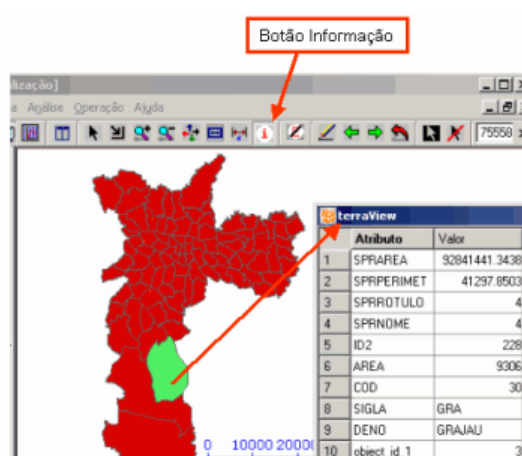 Botão Informação
lização]
a Análise Operação Ajuda
75558
terraView
Atributo Valor
1 SPRAREA 92841441.3438
2 SPRPERIMET 41297.8503
3 SPRROTULO 4
4 SPRNOME 4
5 ID2 228
6 AREA 9306
7 COD 30
8 SIGLA GRA
9 DENO GRAJAU
10 object_id_1 3
0 10000 2000